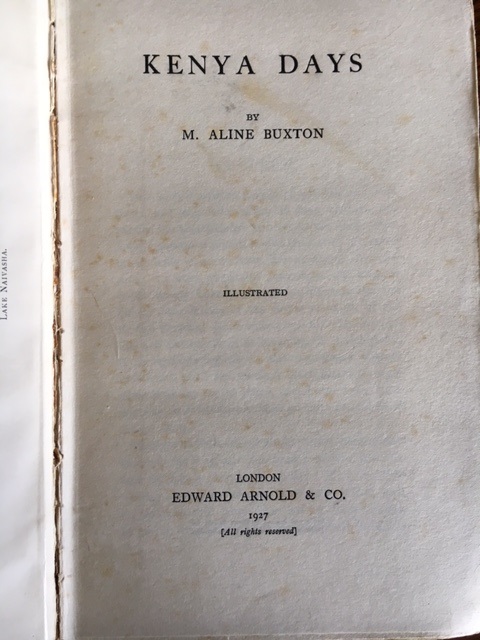 LAKE NAIVASHA.
KENYA DAYS
BY
M. ALINE BUXTON
ILLUSTRATED
LONDON
EDWARD ARNOLD & CO.
1927
[All rights reserved]